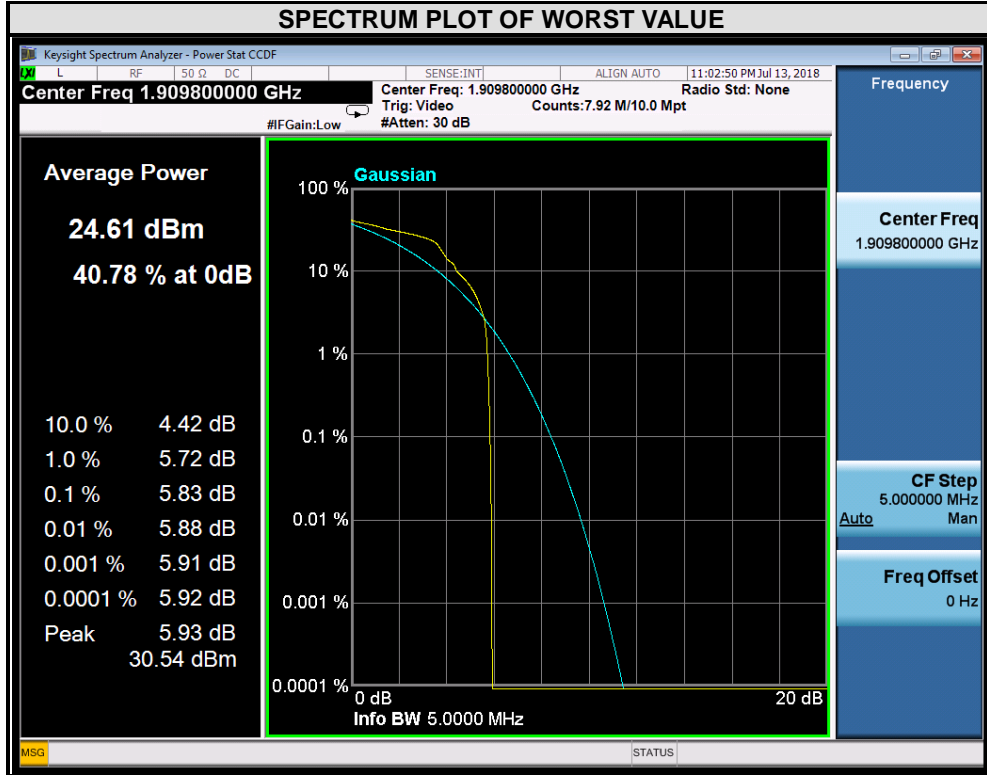 SPECTRUM PLOT OF WORST VALUE
Keysight Spectrum Analyzer - Power Stat CCDF
LXI L RF 50 Ω DC SENSE:INT ALIGN AUTO 11:02:50 PM Jul 13, 2018
Center Freq 1.909800000 GHz
#IFGain:Low
Center Freq: 1.909800000 GHz Radio Std: None
Trig: Video Counts:7.92 M/10.0 Mpt
#Atten: 30 dB
Average Power
24.61 dBm
40.78 % at 0dB
10.0 % 4.42 dB
1.0 % 5.72 dB
0.1 % 5.83 dB
0.01 % 5.88 dB
0.001 % 5.91 dB
0.0001 % 5.92 dB
Peak 5.93 dB
30.54 dBm
Gaussian
100 %
10 %
1 %
0.1 %
0.01 %
0.001 %
0.0001 %
0 dB 20 dB
Info BW 5.0000 MHz
Frequency
Center Freq
1.909800000 GHz
CF Step
5.000000 MHz
Auto Man
Freq Offset
0 Hz
MSG STATUS